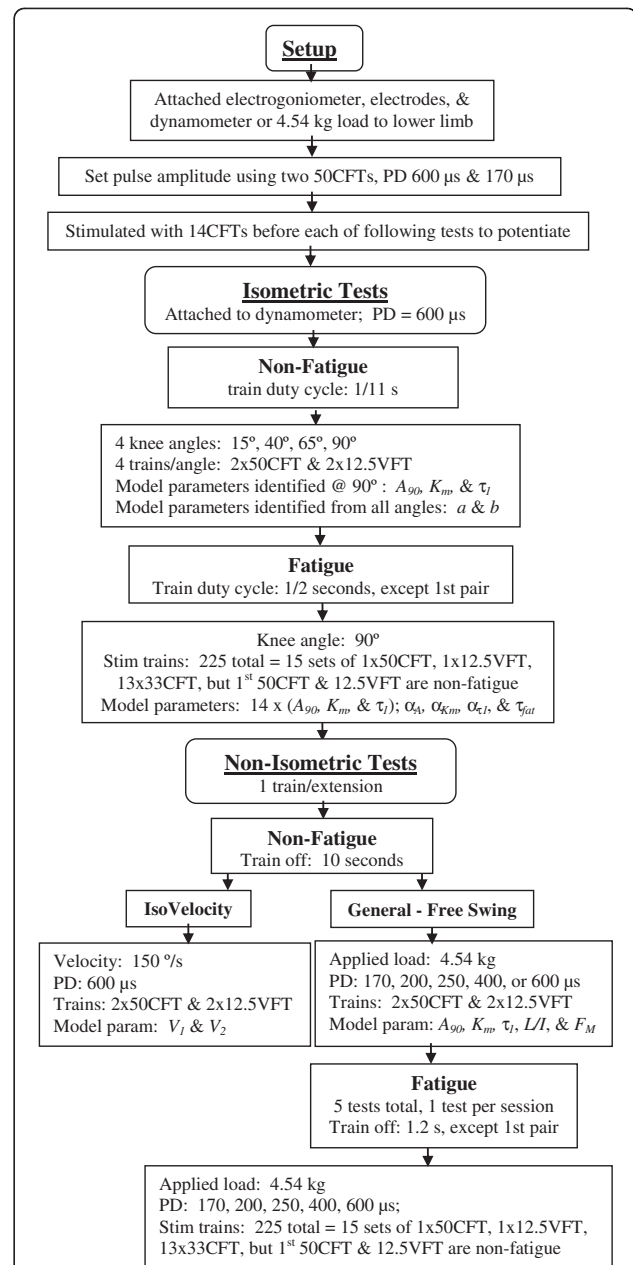 Setup
Attached electrogoniometer, electrodes, &
dynamometer or 4.54 kg load to lower limb
Set pulse amplitude using two 50CFTs, PD 600 µs & 170 µs
Stimulated with 14CFTs before each of following tests to potentiate
Isometric Tests
Attached to dynamometer; PD = 600 µs
Non-Fatigue
train duty cycle: 1/11 s
4 knee angles: 15º, 40º, 65º, 90º
4 trains/angle: 2x50CFT & 2x12.5VFT
Model parameters identified @ 90º : A90, Km, & τ1
Model parameters identified from all angles: a & b
Fatigue
Train duty cycle: 1/2 seconds, except 1st pair
Knee angle: 90º
Stim trains: 225 total = 15 sets of 1x50CFT, 1x12.5VFT,
13x33CFT, but 1st 50CFT & 12.5VFT are non-fatigue
Model parameters: 14 x (A90, Km, & τ1); αA, αKm, ατ1, & τfat
Non-Isometric Tests
1 train/extension
Non-Fatigue
Train off: 10 seconds
IsoVelocity
Velocity: 150 º/s
PD: 600 µs
Trains: 2x50CFT & 2x12.5VFT
Model param: V1 & V2
General - Free Swing
Applied load: 4.54 kg
PD: 170, 200, 250, 400, or 600 µs
Trains: 2x50CFT & 2x12.5VFT
Model param: A90, Km, τ1, L/I, & FM
Fatigue
5 tests total, 1 test per session
Train off: 1.2 s, except 1st pair
Applied load: 4.54 kg
PD: 170, 200, 250, 400, 600 µs;
Stim trains: 225 total = 15 sets of 1x50CFT, 1x12.5VFT,
13x33CFT, but 1st 50CFT & 12.5VFT are non-fatigue